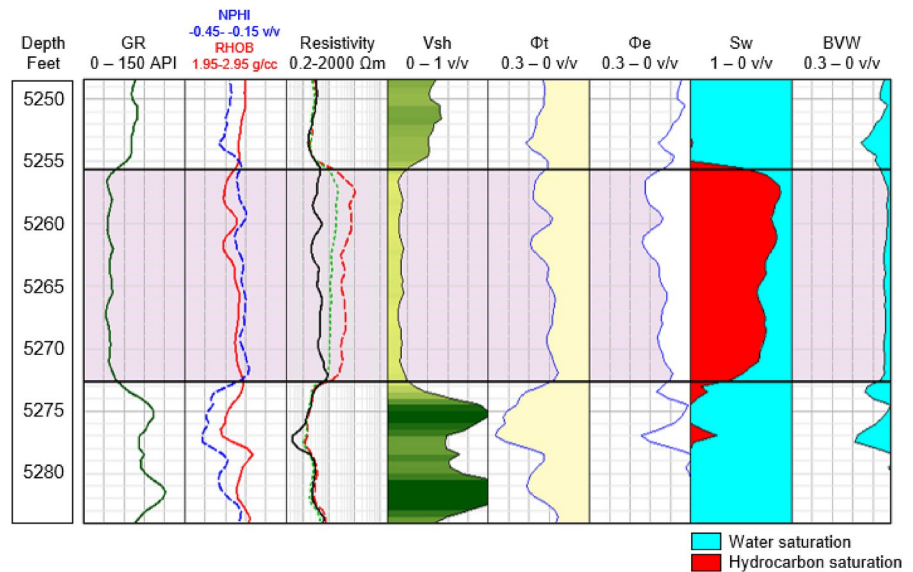 Depth
Feet
GR
0 – 150 API
NPHI
-0.45- -0.15 v/v
RHOB
1.95-2.95 g/cc
Resistivity
0.2-2000 Ωm
Vsh
0 – 1 v/v
Φt
0.3 – 0 v/v
Φe
0.3 – 0 v/v
Sw
1 – 0 v/v
BVW
0.3 – 0 v/v
5250
5255
5260
5265
5270
5275
5280
Water saturation
Hydrocarbon saturation